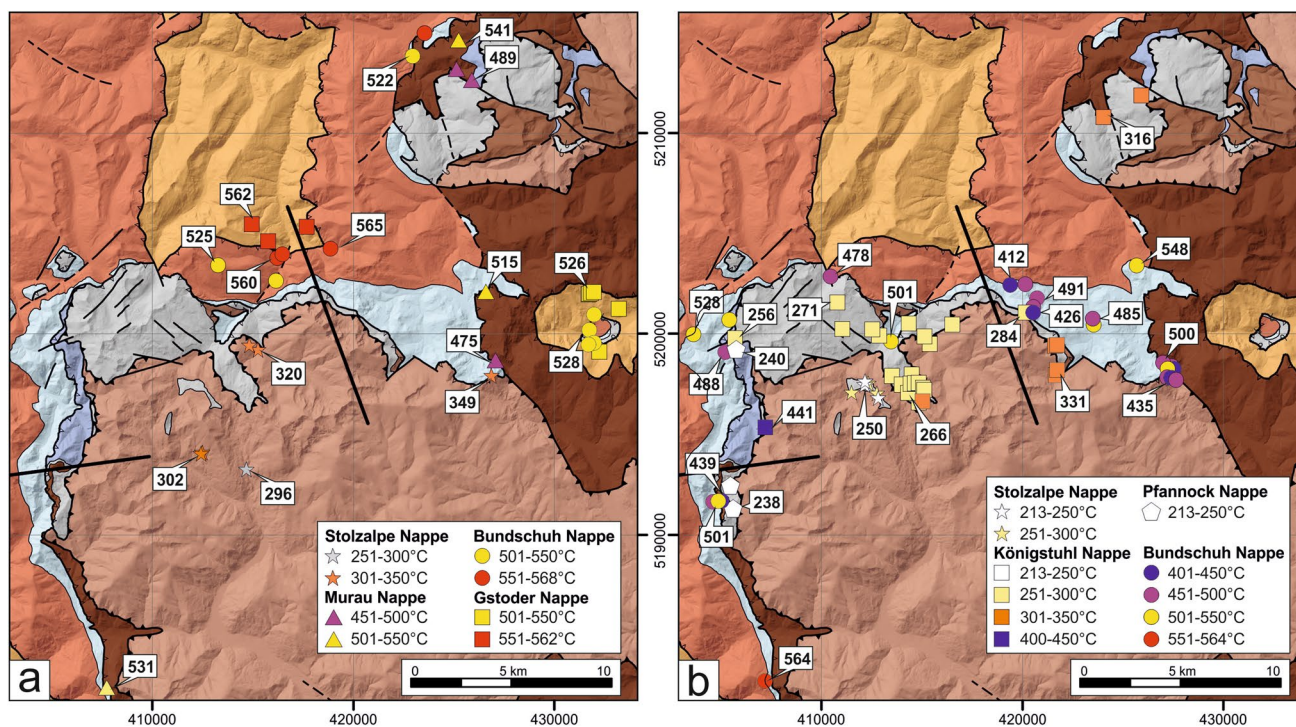 541
489
522
562
565
525
560
515
526
528
475
349
320
302
296
531
Stolzalpe Nappe
251-300°C
301-350°C
Murau Nappe
451-500°C
501-550°C
Bundschuh Nappe
501-550°C
551-568°C
Gstoder Nappe
501-550°C
551-562°C
0 5 km 10
a
410000 420000 430000
5210000
5200000
5190000
316
548
478
412
528
256
271
501
491
426
485
284
500
240
488
331
435
441
250
266
439
238
501
564
Stolzalpe Nappe
213-250°C
251-300°C
Königstuhl Nappe
213-250°C
251-300°C
301-350°C
400-450°C
Pfannock Nappe
213-250°C
Bundschuh Nappe
401-450°C
451-500°C
501-550°C
551-564°C
0 5 km 10
b
410000 420000 430000